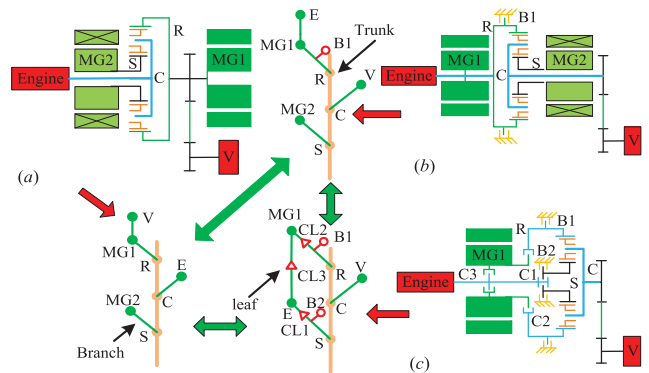 MG2
S
Engine
C
R
MG1
V
(a)
E
MG1
B1
Trunk
R
V
MG2
C
S
R
B1
Engine
MG1
C
S
MG2
V
(b)
V
MG1
R
E
MG2
C
S
Branch
MG1
CL2
B1
R
CL3
V
leaf
E
B2
C
CL1
S
R
B1
MG1
B2
Engine
C3
C1
S
C
C2
V
(c)